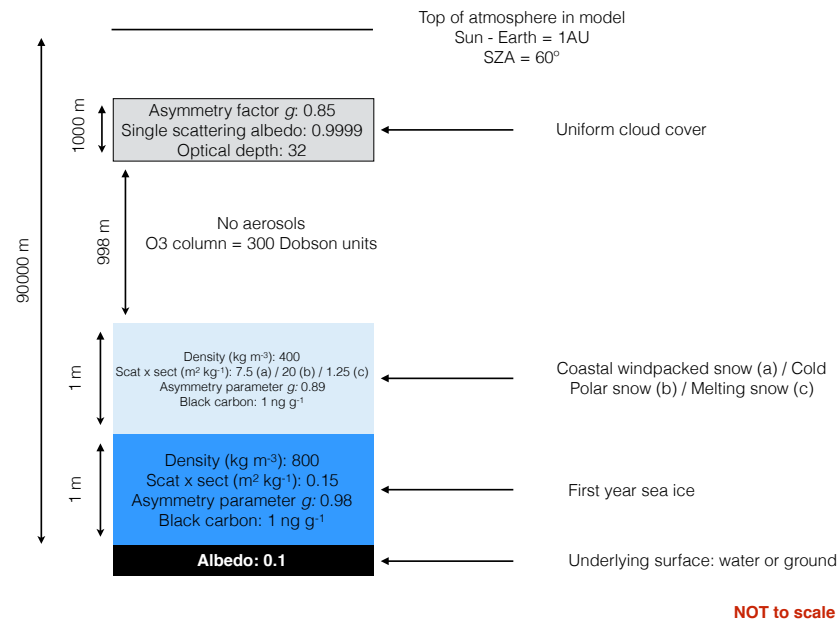 Top of atmosphere in model
Sun - Earth = 1AU
SZA = 60º
90000 m
1000 m
Asymmetry factor g: 0.85
Single scattering albedo: 0.9999
Optical depth: 32
Uniform cloud cover
998 m
No aerosols
O3 column = 300 Dobson units
1 m
Density (kg m-3): 400
Scat x sect (m² kg-1): 7.5 (a) / 20 (b) / 1.25 (c)
Asymmetry parameter g: 0.89
Black carbon: 1 ng g-1
Coastal windpacked snow (a) / Cold
Polar snow (b) / Melting snow (c)
1 m
Density (kg m-3): 800
Scat x sect (m² kg-1): 0.15
Asymmetry parameter g: 0.98
Black carbon: 1 ng g-1
First year sea ice
Albedo: 0.1
Underlying surface: water or ground
NOT to scale